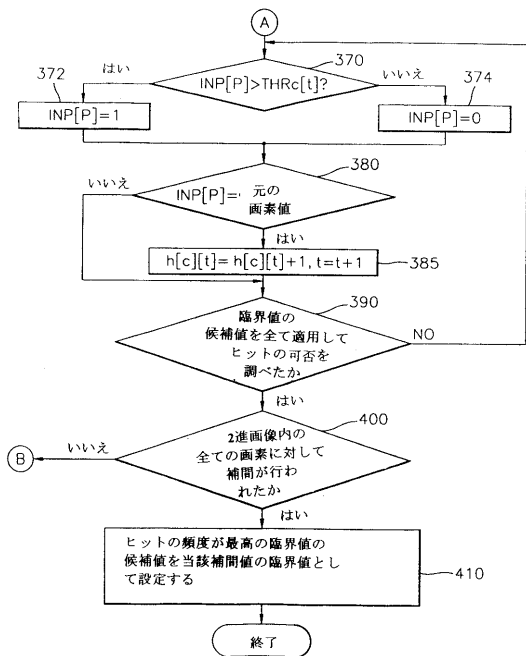 A
370
372
はい
INP[P]>THRc[t]?
いいえ
374
INP[P]=1
INP[P]=0
380
いいえ
INP[P]= 元の
画素値
はい
h[c][t]=h[c][t]+1, t=t+1
385
390
臨界値の
候補値を全て適用して
ヒットの可否を
調べたか
NO
はい
400
2進画像内の
全ての画素に対して
補間が行わ
れたか
いいえ
B
はい
ヒットの頻度が最高の臨界値の
候補値を当該補間値の臨界値とし
て設定する
410
終了